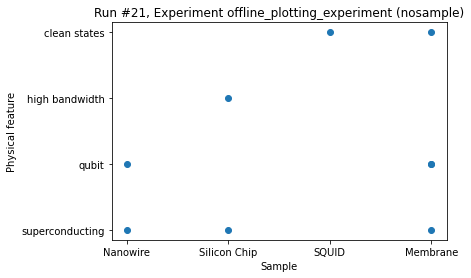 Run #21, Experiment offline_plotting_experiment (nosample)
clean states
high bandwidth
qubit
superconducting
Physical feature
Nanowire Silicon Chip SQUID Membrane
Sample